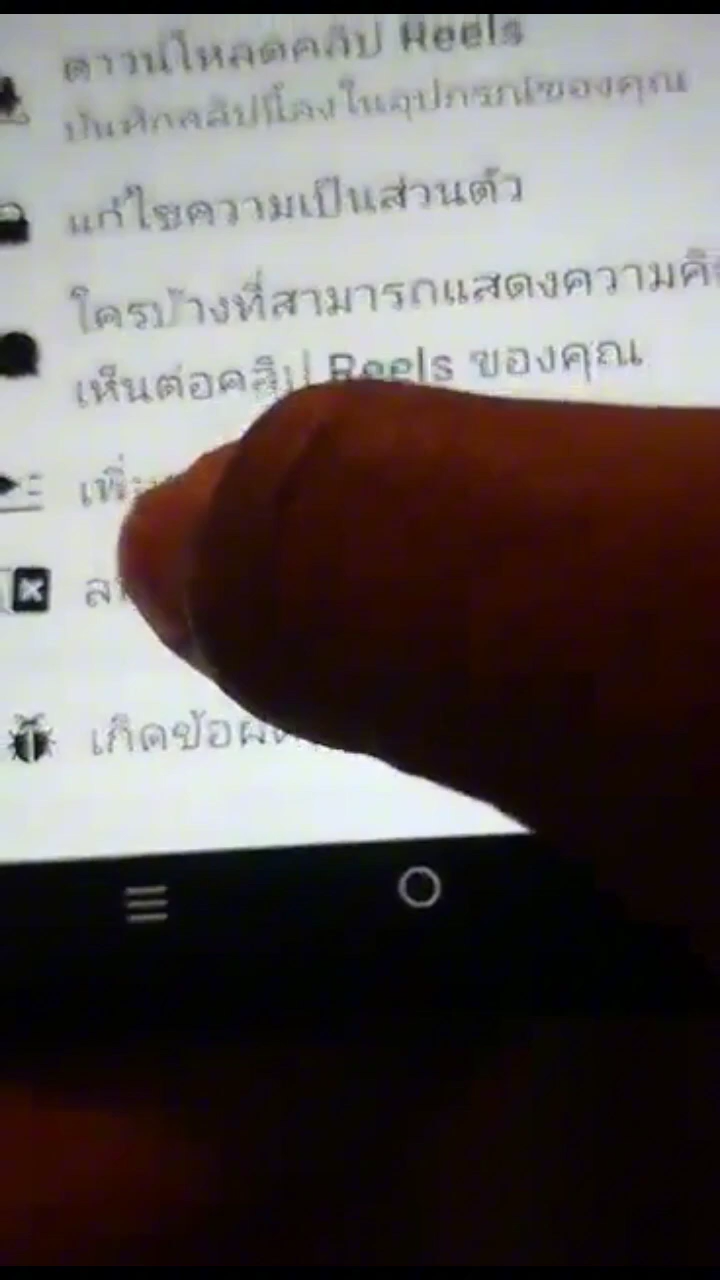 ดาวน์โหลดคลิป Reels
บันทึกคลิปนี้ลงในอุปกรณ์ของคุณ
แก้ไขความเป็นส่วนตัว
ใครบ้างที่สามารถแสดงความคิ
เห็นต่อคลิป Reels ของคุณ